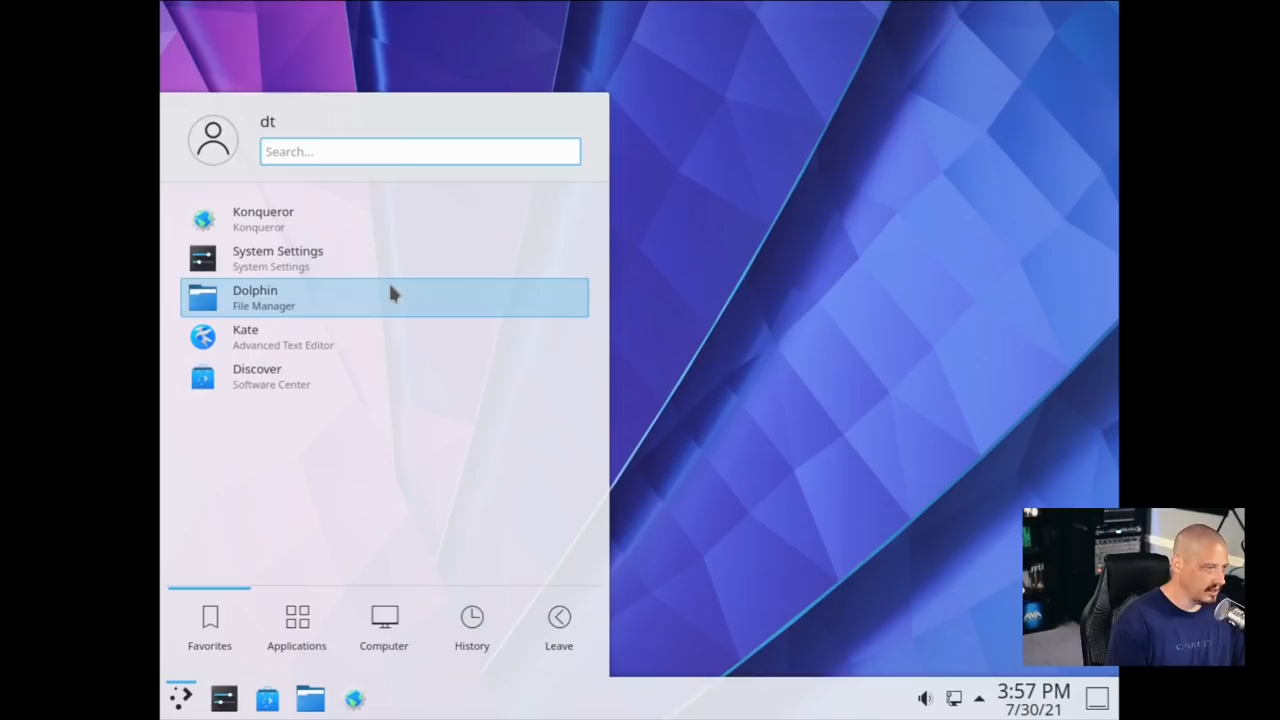 dt
Search...
Konqueror
Konqueror
System Settings
System Settings
Dolphin
File Manager
Kate
Advanced Text Editor
Discover
Software Center
Favorites
Applications
Computer
History
Leave
3:57 PM
7/30/21